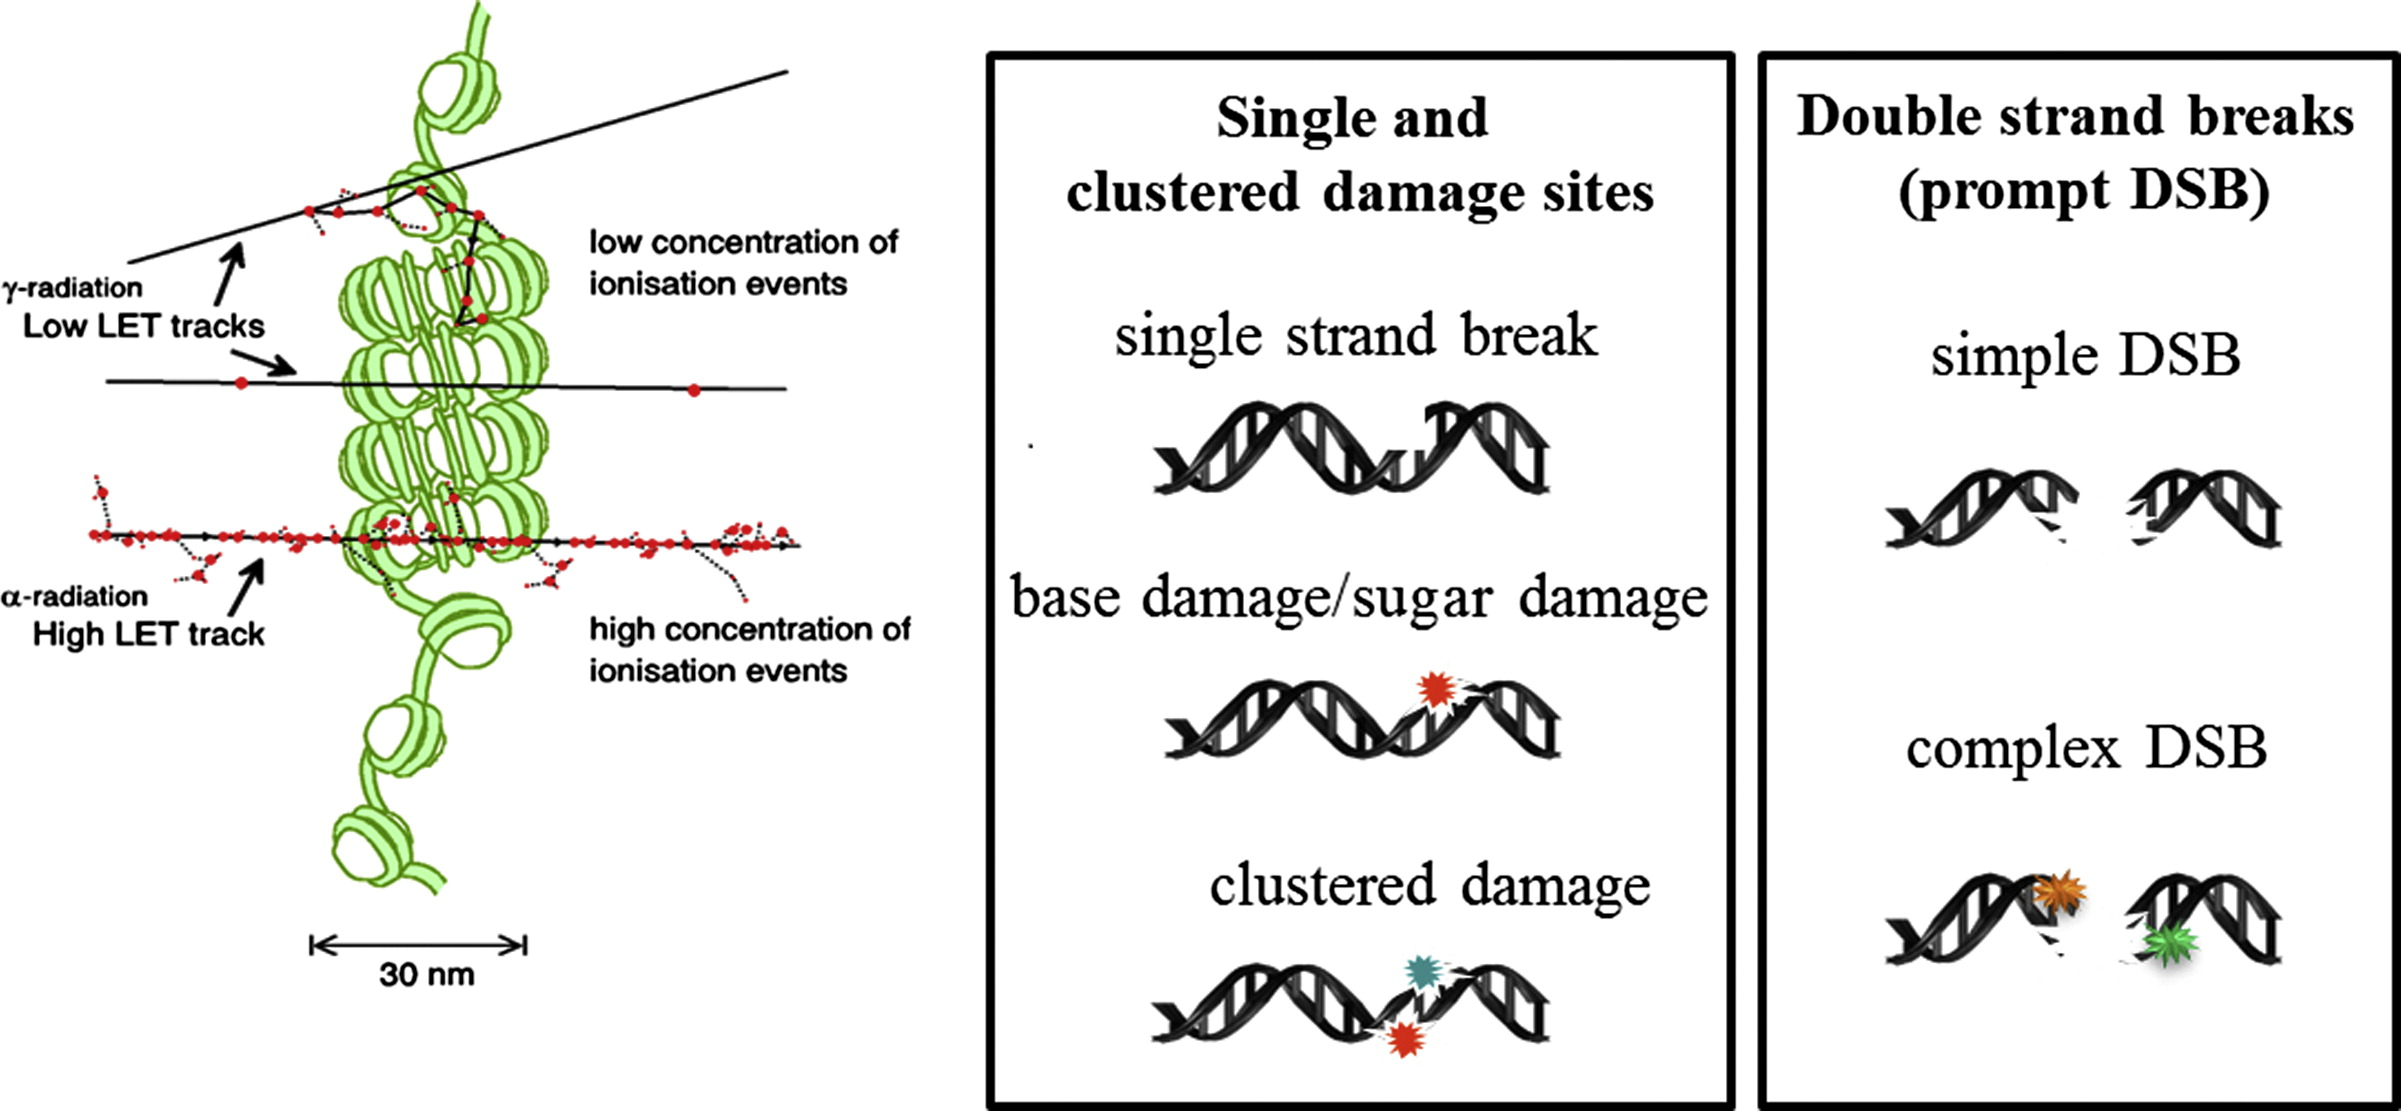 low concentration of
ionisation events
γ-radiation
Low LET tracks
α-radiation
High LET track
high concentration of
ionisation events
30 nm
Single and
clustered damage sites
single strand break
base damage/sugar damage
clustered damage
Double strand breaks
(prompt DSB)
simple DSB
complex DSB